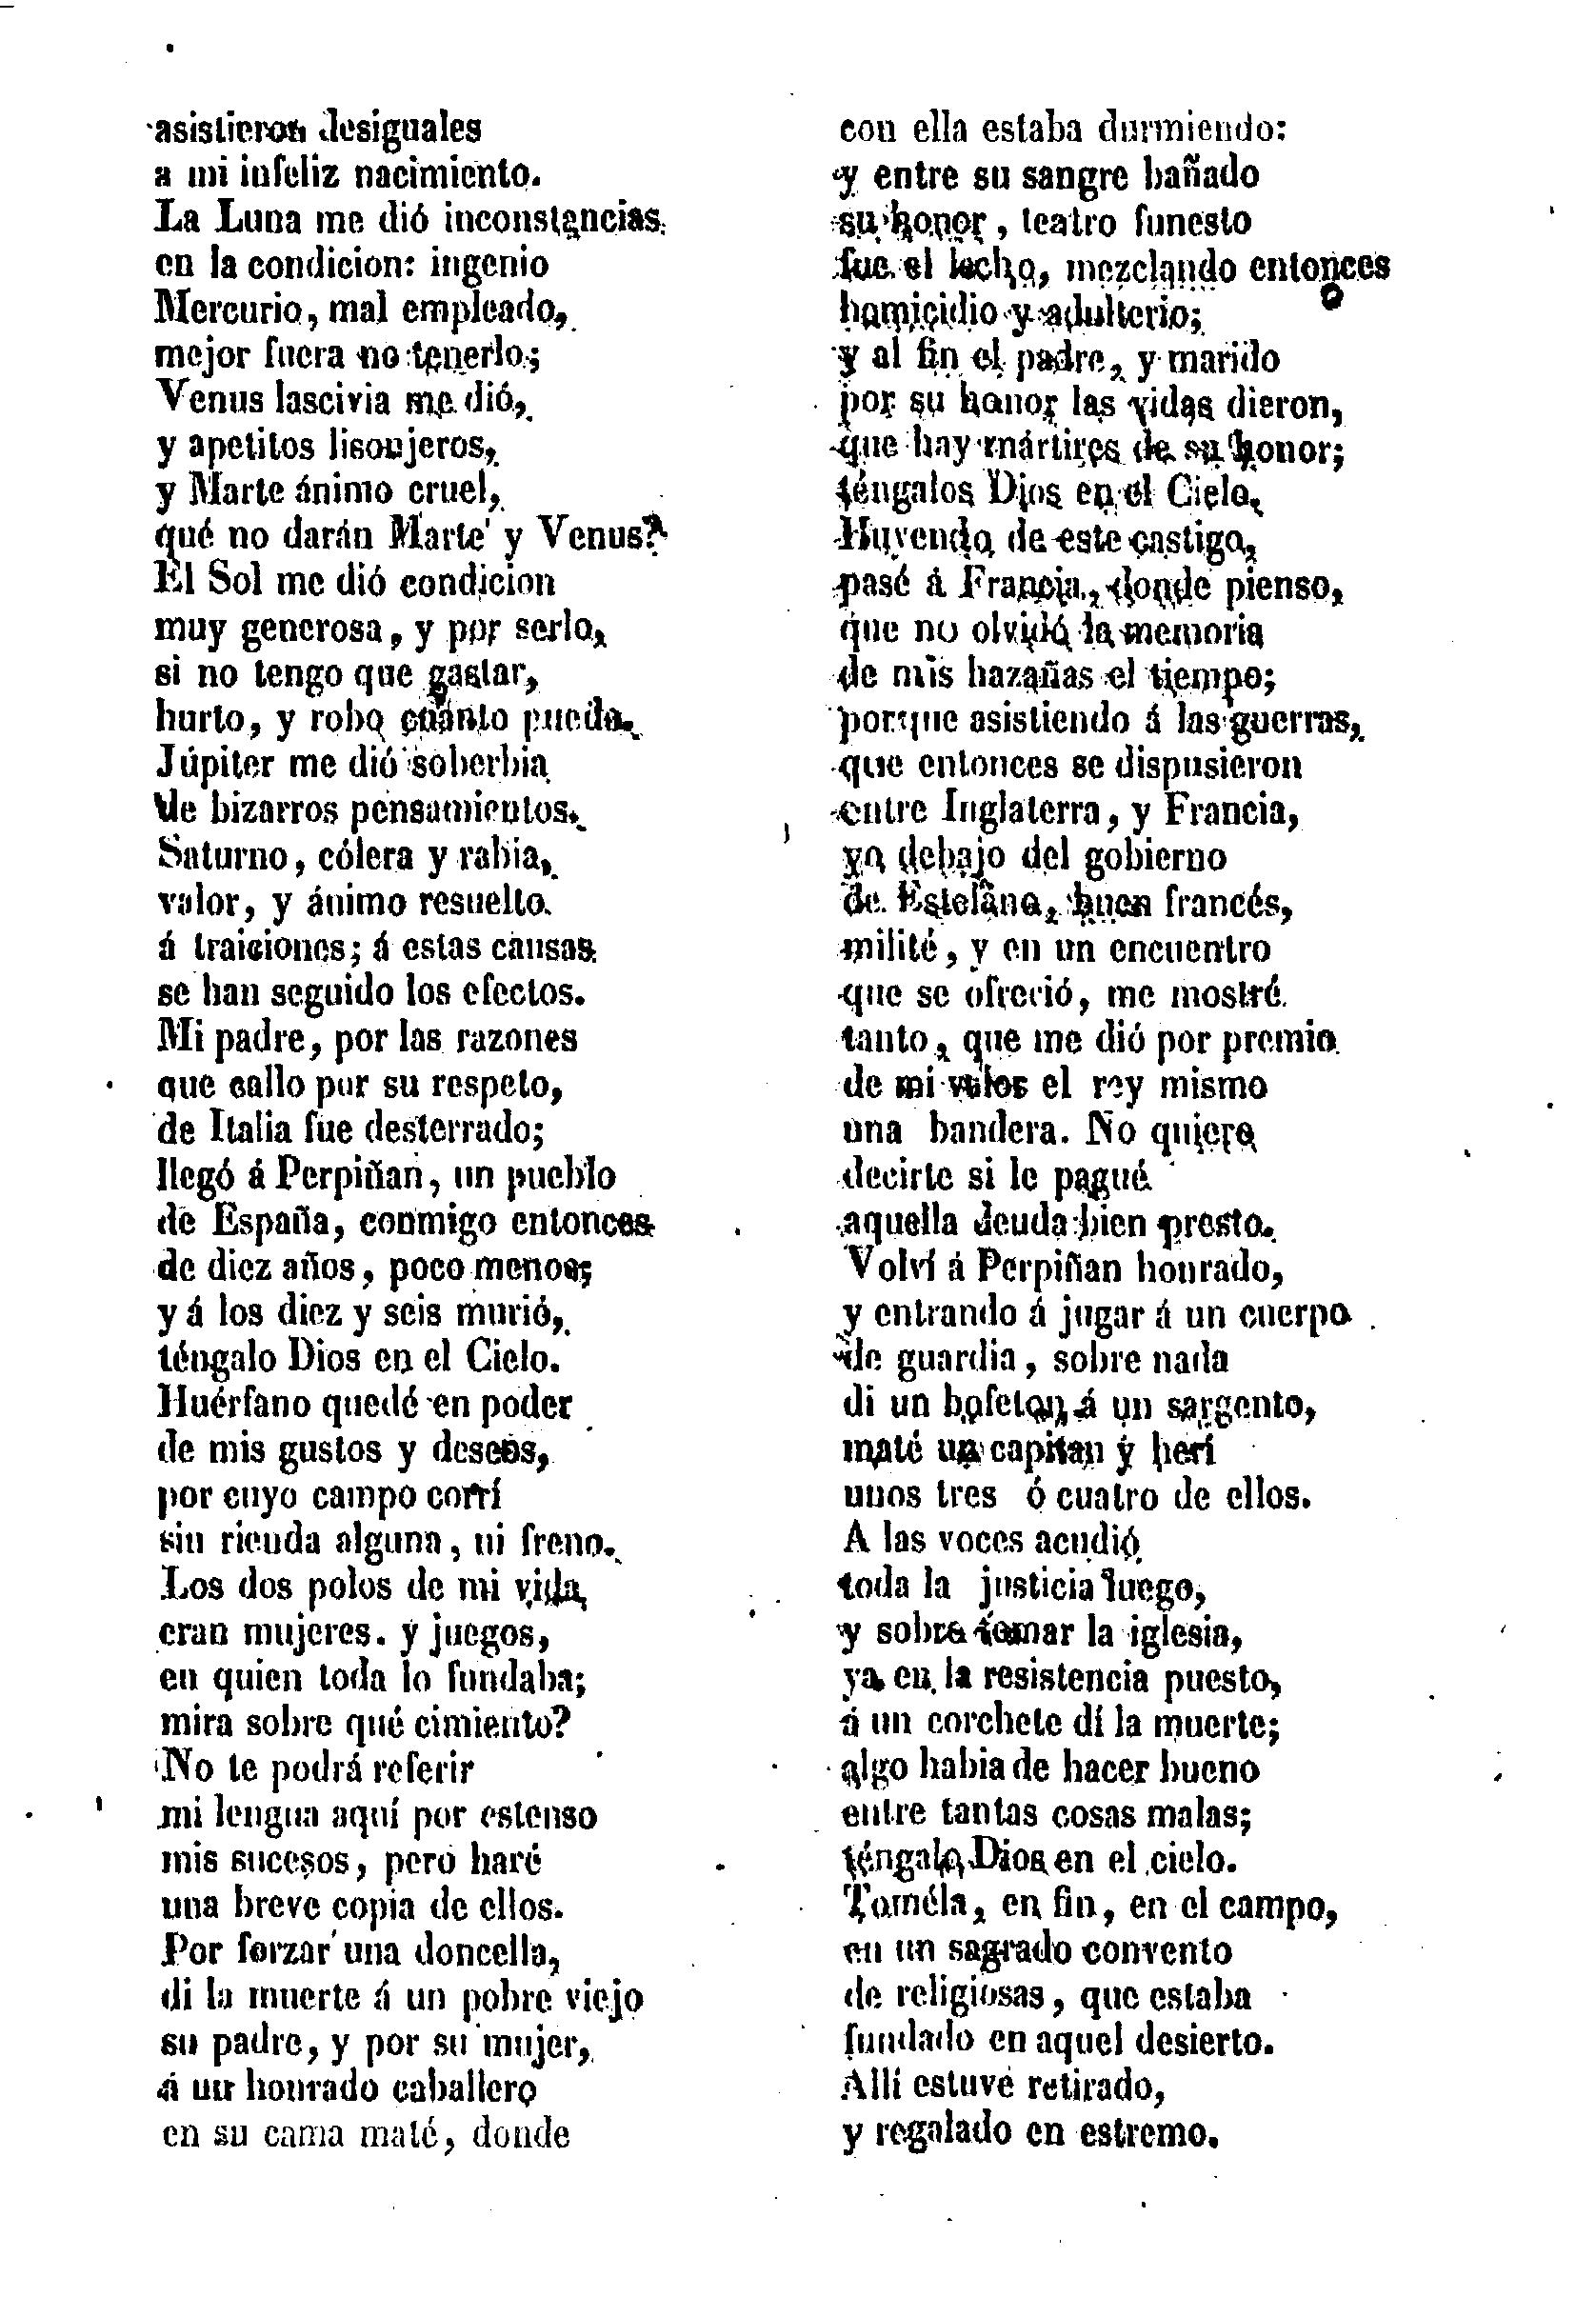 asistieron desiguales
a mi infeliz nacimiento.
La Luna me dió inconstancias
en la condicion: ingenio
Mercurio, mal empleado,
mejor fuera no tenerlo;
Venus lascivia me dió,
y apetitos lisonjeros,
y Marte ánimo cruel,
qué no darán Marte y Venus?
El Sol me dió condicion
muy generosa, y por serlo,
si no tengo que gastar,
hurto, y robo cuanto puedo.
Júpiter me dió soberbia
de bizarros pensamientos.
Saturno, cólera y rabia,
valor, y ánimo resuelto
á traiciones; á estas causas
se han seguido los efectos.
Mi padre, por las razones
que callo por su respeto,
de Italia fue desterrado;
llegó á Perpiñan, un pueblo
de España, conmigo entonces
de diez años, poco menos;
y á los diez y seis murió,
téngalo Dios en el Cielo.
Huérfano quedé en poder
de mis gustos y deseos,
por cuyo campo corrí
sin rienda alguna, ni freno.
Los dos polos de mi vida
eran mujeres. y juegos,
en quien toda lo fundaba;
mira sobre qué cimiento?
No te podrá referir
mi lengua aquí por estenso
mis sucesos, pero haré
una breve copia de ellos.
Por forzar una doncella,
di la muerte á un pobre viejo
su padre, y por su mujer,
á un honrado caballero
en su cama maté, donde
con ella estaba durmiendo:
y entre su sangre bañado
su honor, teatro funesto
fue el lecho, mezclando entonces
homicidio y adulterio;
y al fin el padre, y marido
por su honor las vidas dieron,
que hay mártires de su honor;
téngalos Dios en el Cielo.
Huyendo de este castigo,
pasé á Francia, donde pienso,
que no olvidó la memoria
de mis hazañas el tiempo;
porque asistiendo á las guerras,
que entonces se dispusieron
entre Inglaterra, y Francia,
yo debajo del gobierno
de Estefano, buen francés,
milité, y en un encuentro
que se ofreció, me mostré
tanto, que me dió por premio
de mi valor el rey mismo
una bandera. No quiero
decirte si le pagué
aquella deuda bien presto.
Volví á Perpiñan honrado,
y entrando á jugar á un cuerpo
de guardia, sobre nada
di un bofeton á un sargento,
maté un capitan y herí
unos tres ó cuatro de ellos.
A las voces acudió
toda la justicia luego,
y sobre tomar la iglesia,
ya en la resistencia puesto,
á un corchete dí la muerte;
algo habia de hacer bueno
entre tantas cosas malas;
téngalo Dios en el cielo.
Toméla, en fin, en el campo,
en un sagrado convento
de religiosas, que estaba
fundado en aquel desierto.
Allí estuve retirado,
y regalado en estremo.